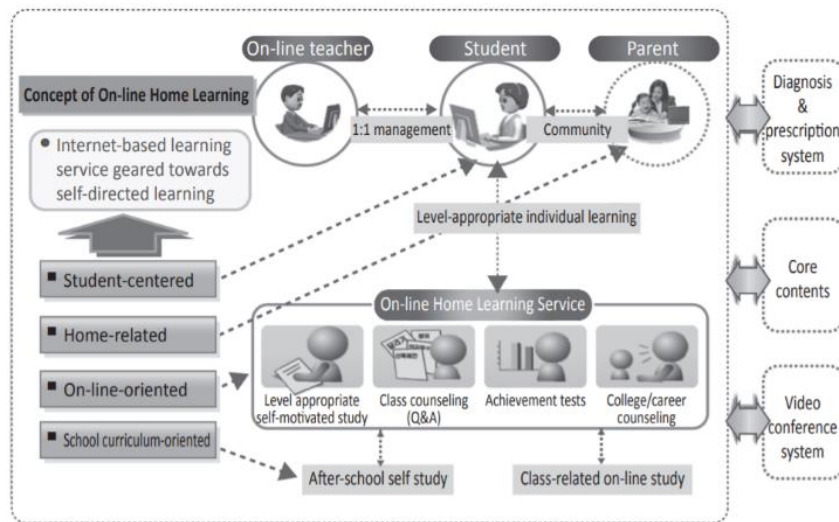 On-line teacher
Student
Parent
Concept of On-line Home Learning
1:1 management
Community
• Internet-based learning
service geared towards
self-directed learning
Level-appropriate individual learning
■ Student-centered
■ Home-related
■ On-line-oriented
■ School curriculum-oriented
On-line Home Learning Service
Level appropriate
self-motivated study
Class counseling
(Q&A)
Achievement tests
College/career
counseling
After-school self study
Class-related on-line study
Diagnosis
&
prescription
system
Core
contents
Video
conference
system